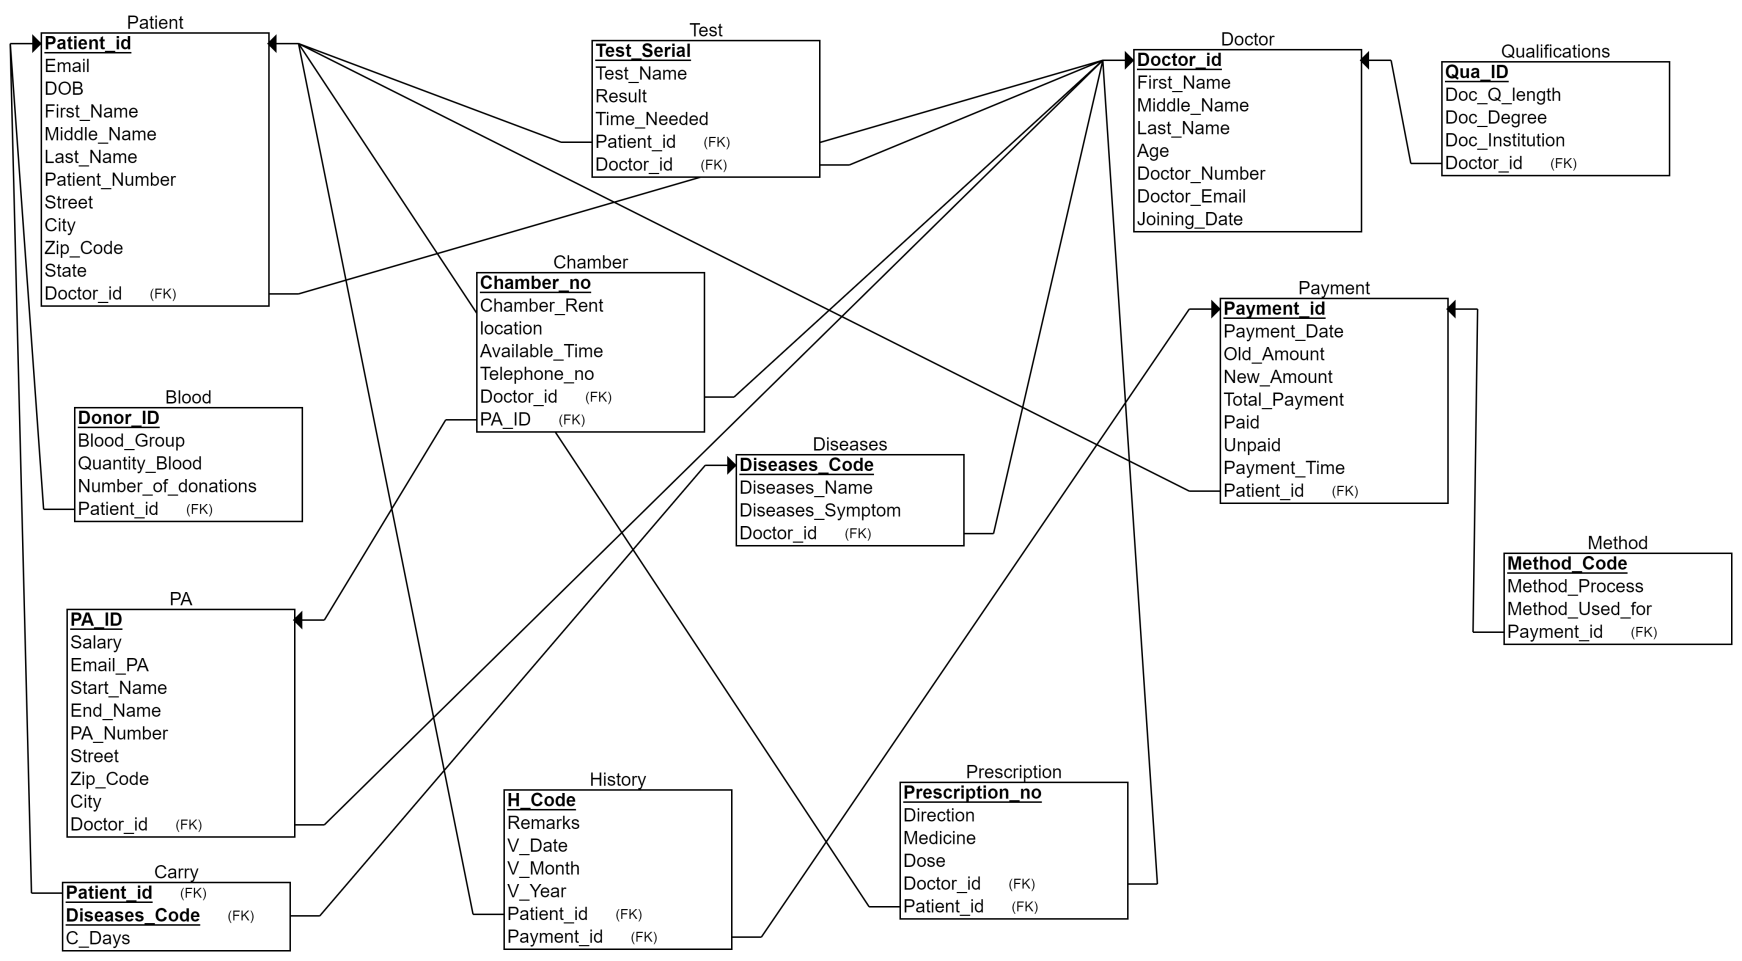 Patient
Patient_id
Email
DOB
First_Name
Middle_Name
Last_Name
Patient_Number
Street
City
Zip_Code
State
Doctor_id (FK)
Test
Test_Serial
Test_Name
Result
Time_Needed
Patient_id (FK)
Doctor_id (FK)
Doctor
Doctor_id
First_Name
Middle_Name
Last_Name
Age
Doctor_Number
Doctor_Email
Joining_Date
Qualifications
Qua_ID
Doc_Q_length
Doc_Degree
Doc_Institution
Doctor_id (FK)
Chamber
Chamber_no
Chamber_Rent
location
Available_Time
Telephone_no
Doctor_id (FK)
PA_ID (FK)
Payment
Payment_id
Payment_Date
Old_Amount
New_Amount
Total_Payment
Paid
Unpaid
Payment_Time
Patient_id (FK)
Blood
Donor_ID
Blood_Group
Quantity_Blood
Number_of_donations
Patient_id (FK)
Diseases
Diseases_Code
Diseases_Name
Diseases_Symptom
Doctor_id (FK)
Method
Method_Code
Method_Process
Method_Used_for
Payment_id (FK)
PA
PA_ID
Salary
Email_PA
Start_Name
End_Name
PA_Number
Street
Zip_Code
City
Doctor_id (FK)
History
H_Code
Remarks
V_Date
V_Month
V_Year
Patient_id (FK)
Payment_id (FK)
Prescription
Prescription_no
Direction
Medicine
Dose
Doctor_id (FK)
Patient_id (FK)
Carry
Patient_id (FK)
Diseases_Code (FK)
C_Days